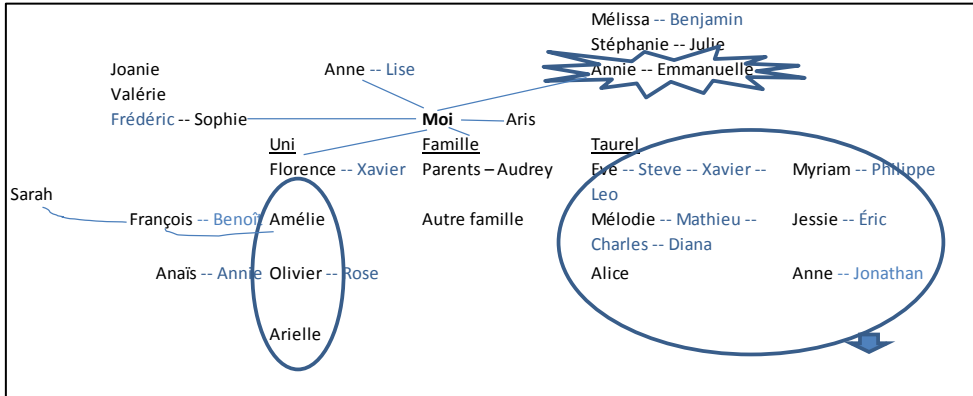 Mélissa -- Benjamin
Stéphanie -- Julie
Joanie
Anne -- Lise
Annie -- Emmanuelle
Valérie
Frédéric -- Sophie
Moi
Aris
Uni
Famille
Taurel
Florence -- Xavier
Parents – Audrey
Eve -- Steve -- Xavier --
Leo
Myriam -- Philippe
Sarah
François -- Benoît
Amélie
Autre famille
Mélodie -- Mathieu --
Charles -- Diana
Jessie -- Éric
Anaïs -- Annie
Olivier -- Rose
Alice
Anne -- Jonathan
Arielle